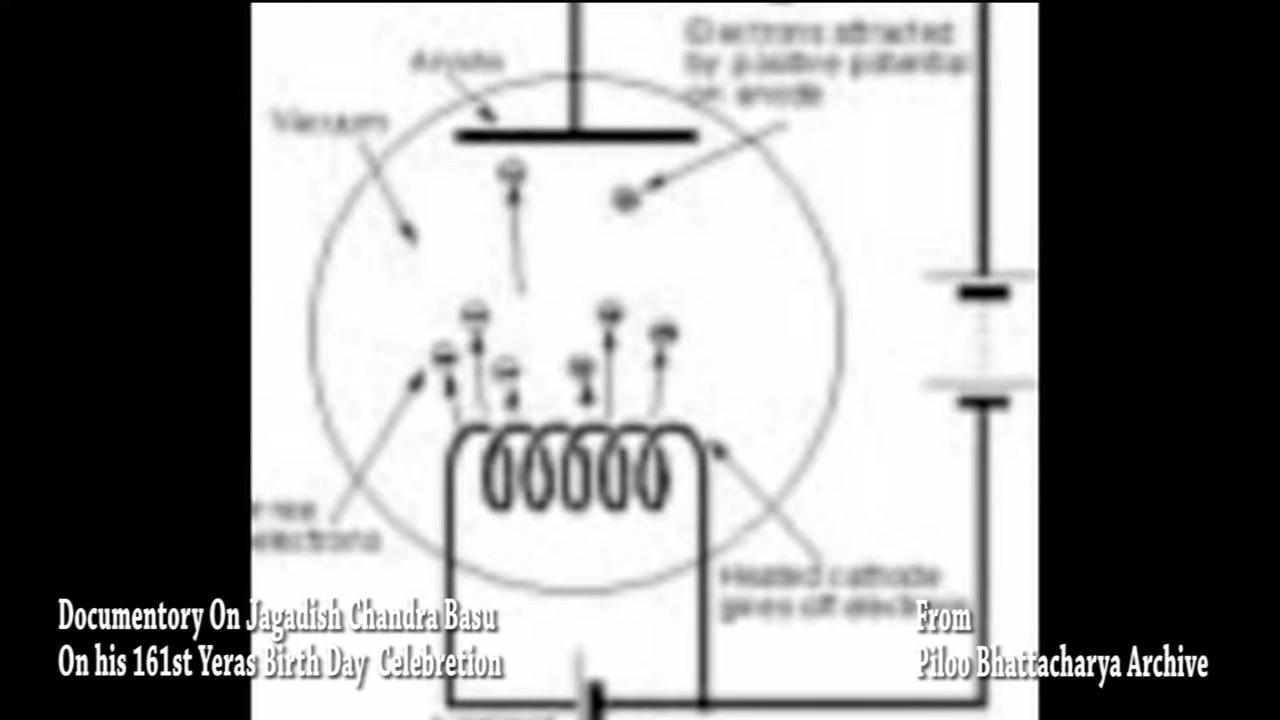 Electrons attracted
by positive potential
on anode
Anode
Vacuum
electrons
Heated cathode
gives off electrons
Documentory On Jagadish Chandra Basu
On his 161st Yeras Birth Day Celebretion
From
Piloo Bhattacharya Archive